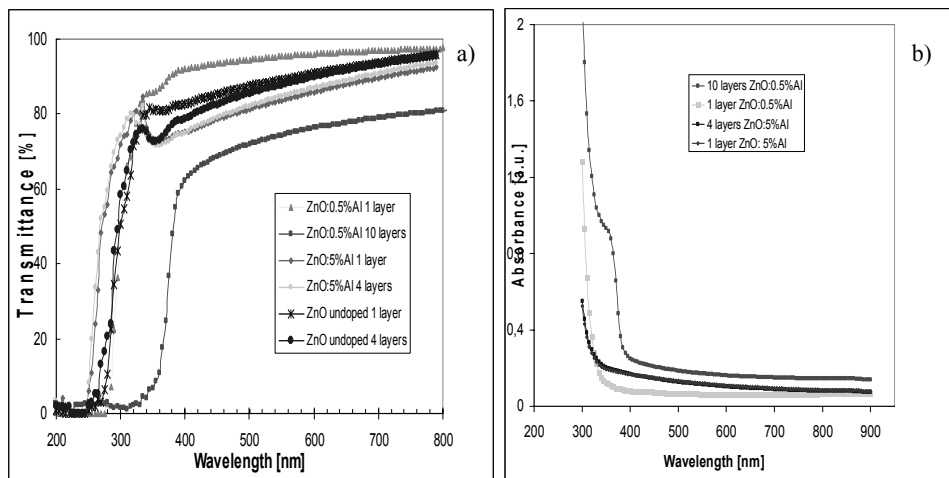 a)
100
80
60
40
20
0
Transmittance [%]
ZnO:0.5%Al 1 layer
ZnO:0.5%Al 10 layers
ZnO:5%Al 1 layer
ZnO:5%Al 4 layers
ZnO undoped 1 layer
ZnO undoped 4 layers
200 300 400 500 600 700 800
Wavelength [nm]
b)
2
1,6
1,2
0,8
0,4
0
Absorbance [a.u.]
10 layers ZnO:0.5%Al
1 layer ZnO:0.5%Al
4 layers ZnO:5%Al
1 layer ZnO: 5%Al
200 300 400 500 600 700 800 900
Wavelength [nm]